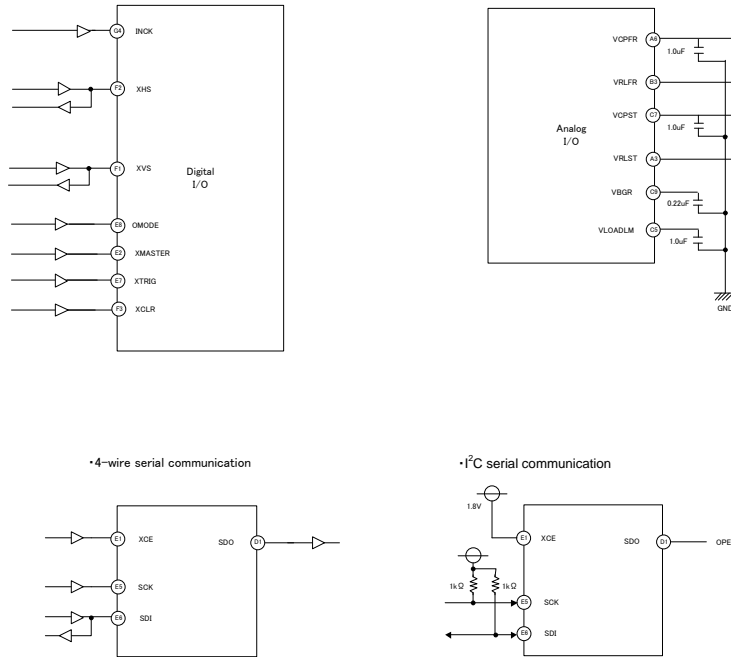 G4 INCK
F2 XHS
F1 XVS
Digital
I/O
E8 OMODE
E2 XMASTER
E7 XTRIG
F3 XCLR
VCPFR A6
1.0uF
VRLFR B3
VCPST C7
1.0uF
Analog
I/O
VRLST A3
VBGR C9
0.22uF
VLOADLM C5
1.0uF
GND
・4-wire serial communication
E1 XCE
SDO D1
E5 SCK
E6 SDI
・I²C serial communication
1.8V
E1 XCE
SDO D1 OPE
1kΩ 1kΩ
E5 SCK
E6 SDI